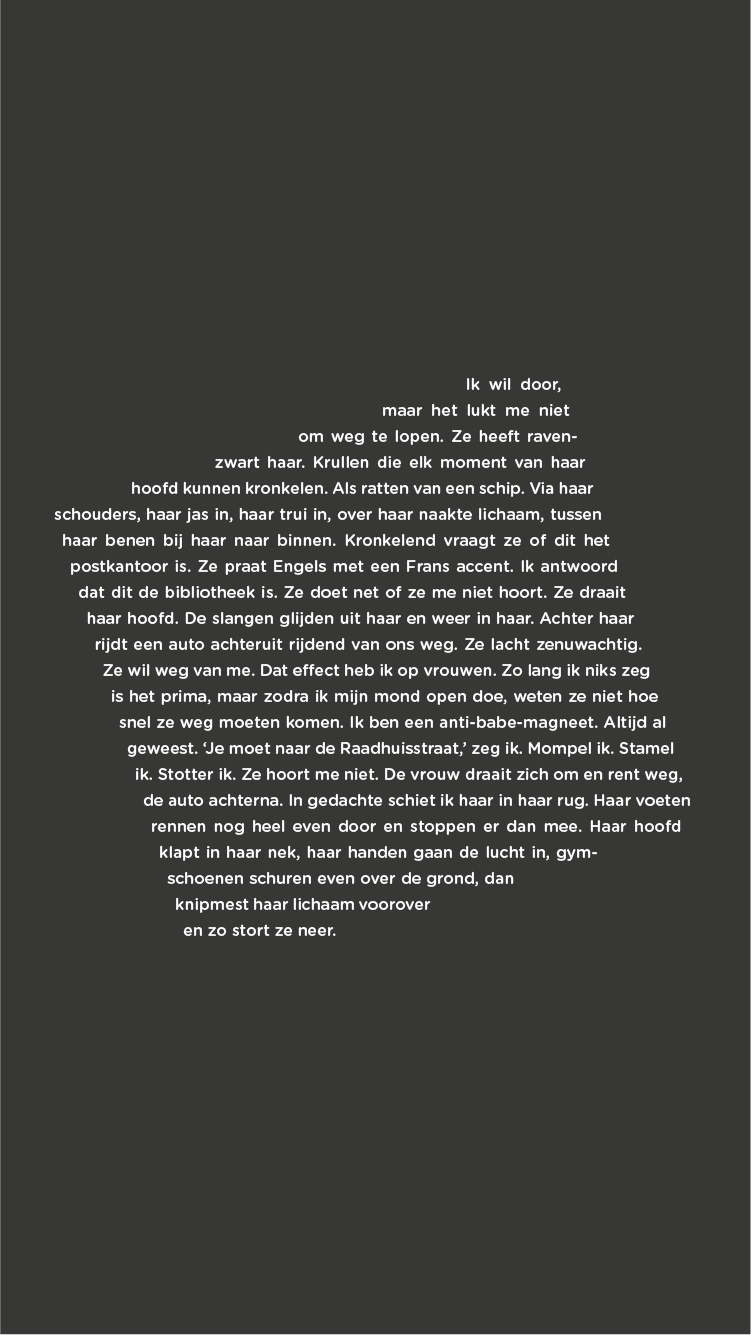 Ik wil door,
maar het lukt me niet
om weg te lopen. Ze heeft raven-
zwart haar. Krullen die elk moment van haar
hoofd kunnen kronkelen. Als ratten van een schip. Via haar
schouders, haar jas in, haar trui in, over haar naakte lichaam, tussen
haar benen bij haar naar binnen. Kronkelend vraagt ze of dit het
postkantoor is. Ze praat Engels met een Frans accent. Ik antwoord
dat dit de bibliotheek is. Ze doet net of ze me niet hoort. Ze draait
haar hoofd. De slangen glijden uit haar en weer in haar. Achter haar
rijdt een auto achteruit rijdend van ons weg. Ze lacht zenuwachtig.
Ze wil weg van me. Dat effect heb ik op vrouwen. Zo lang ik niks zeg
is het prima, maar zodra ik mijn mond open doe, weten ze niet hoe
snel ze weg moeten komen. Ik ben een anti-babe-magneet. Altijd al
geweest. ‘Je moet naar de Raadhuisstraat,’ zeg ik. Mompel ik. Stamel
ik. Stotter ik. Ze hoort me niet. De vrouw draait zich om en rent weg,
de auto achterna. In gedachte schiet ik haar in haar rug. Haar voeten
rennen nog heel even door en stoppen er dan mee. Haar hoofd
klapt in haar nek, haar handen gaan de lucht in, gym-
schoenen schuren even over de grond, dan
knipmest haar lichaam voorover
en zo stort ze neer.